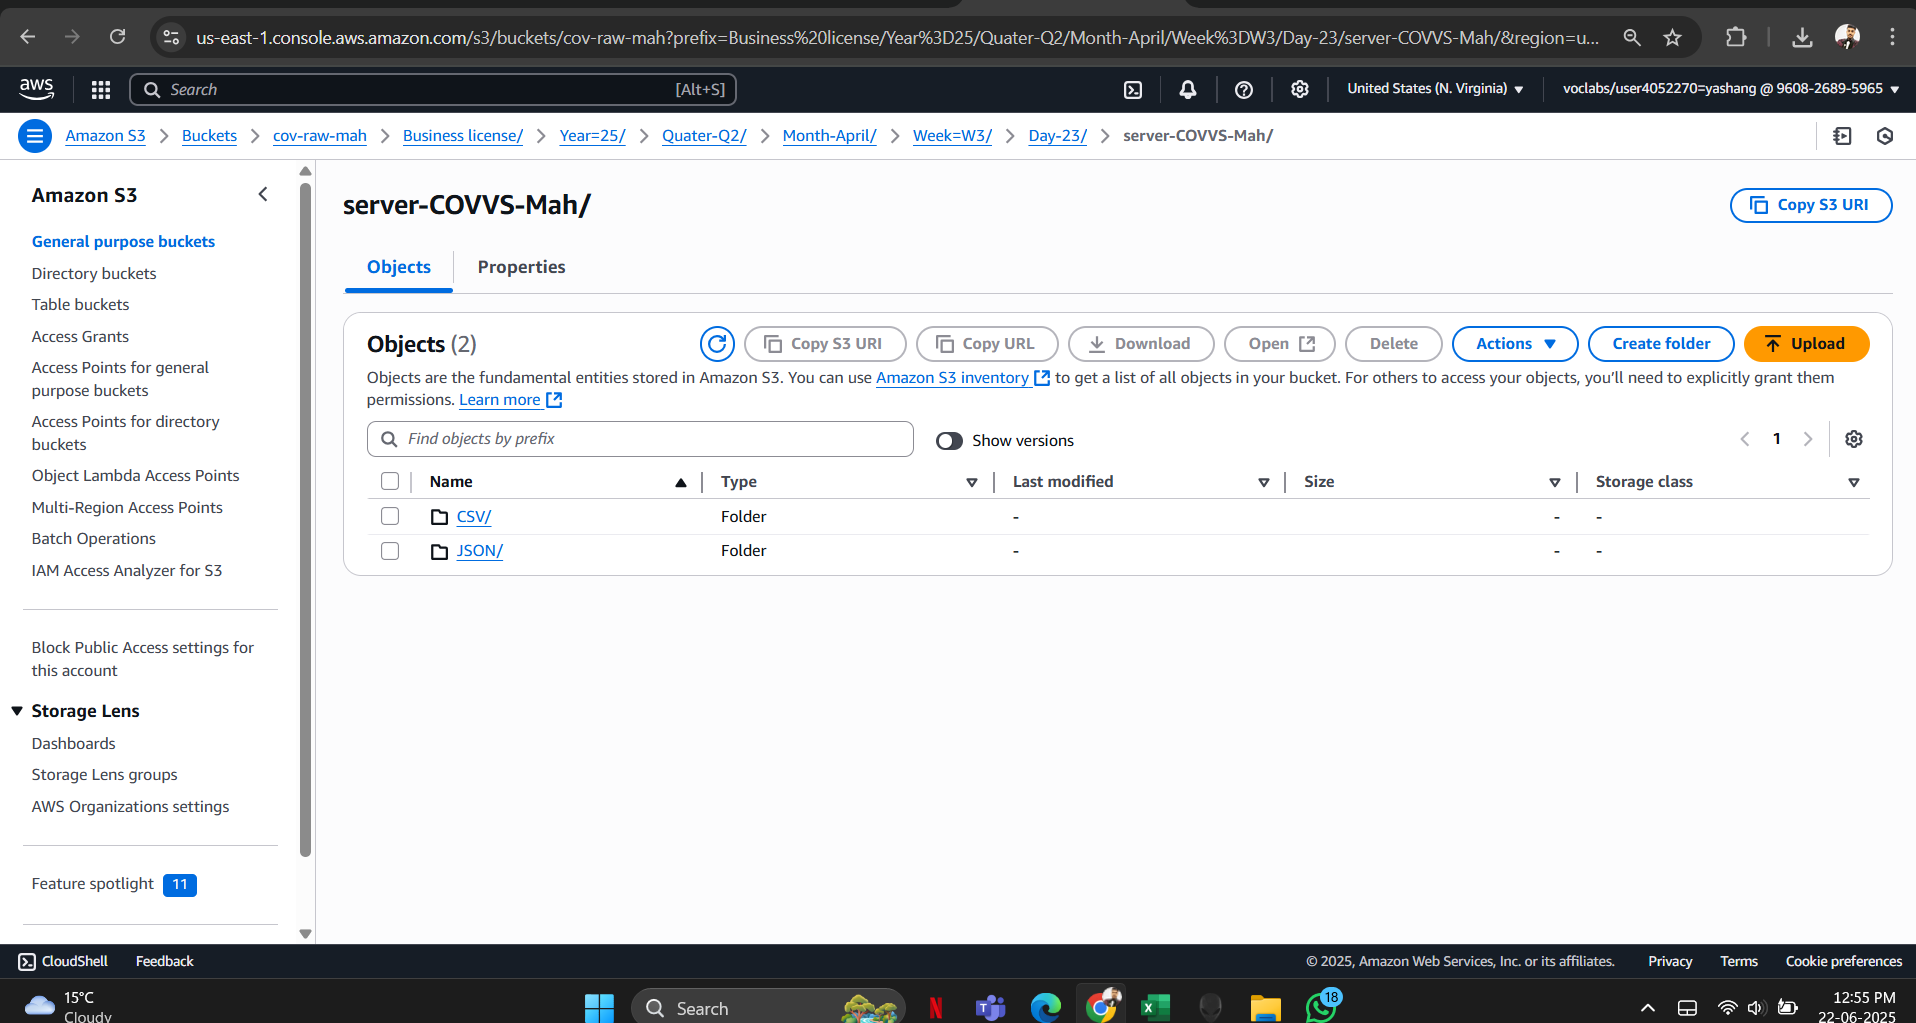 us-east-1.console.aws.amazon.com/s3/buckets/cov-raw-mah?prefix=Business%20license/Year%3D25/Quater-Q2/Month-April/Week%3DW3/Day-23/server-COVVS-Mah/&region=u...
aws
Search [Alt+S]
United States (N. Virginia)
voclabs/user4052270=yashang @ 9608-2689-5965
Amazon S3 Buckets cov-raw-mah Business license/ Year=25/ Quater-Q2/ Month-April/ Week=W3/ Day-23/ server-COVVS-Mah/
Amazon S3
General purpose buckets
Directory buckets
Table buckets
Access Grants
Access Points for general
purpose buckets
Access Points for directory
buckets
Object Lambda Access Points
Multi-Region Access Points
Batch Operations
IAM Access Analyzer for S3
Block Public Access settings for
this account
Storage Lens
Dashboards
Storage Lens groups
AWS Organizations settings
Feature spotlight 11
server-COVVS-Mah/
Copy S3 URI
Objects Properties
Objects (2)
Copy S3 URI Copy URL Download Open Delete Actions Create folder Upload
Objects are the fundamental entities stored in Amazon S3. You can use Amazon S3 inventory to get a list of all objects in your bucket. For others to access your objects, you'll need to explicitly grant them
permissions. Learn more
Find objects by prefix
Show versions
1
Name Type Last modified Size Storage class
CSV/ Folder - - -
JSON/ Folder - - -
CloudShell Feedback
© 2025, Amazon Web Services, Inc. or its affiliates. Privacy Terms Cookie preferences
15°C
Cloudy
Search
18
12:55 PM
22-06-2025